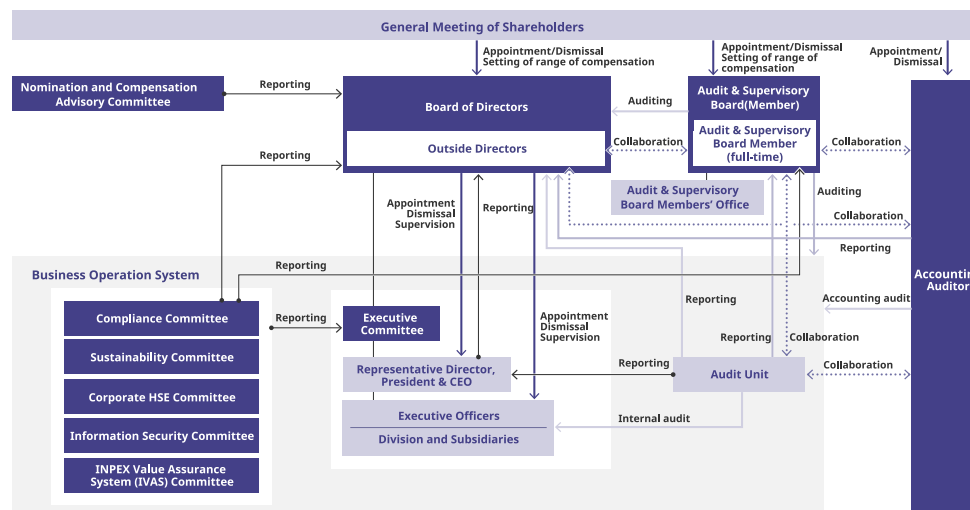 General Meeting of Shareholders
Appointment/Dismissal
Setting of range of compensation
Appointment/Dismissal
Setting of range of
compensation
Appointment/
Dismissal
Nomination and Compensation
Advisory Committee
Reporting
Board of Directors
Outside Directors
Auditing
Collaboration
Audit & Supervisory
Board(Member)
Audit & Supervisory
Board Member
(full-time)
Collaboration
Reporting
Audit & Supervisory
Board Members' Office
Auditing
Appointment
Dismissal
Supervision
Reporting
Collaboration
Reporting
Business Operation System
Reporting
Accounting
Auditor
Compliance Committee
Sustainability Committee
Corporate HSE Committee
Information Security Committee
INPEX Value Assurance
System (IVAS) Committee
Reporting
Executive
Committee
Appointment
Dismissal
Supervision
Reporting
Accounting audit
Reporting
Collaboration
Representative Director,
President & CEO
Reporting
Audit Unit
Collaboration
Executive Officers
Division and Subsidiaries
Internal audit